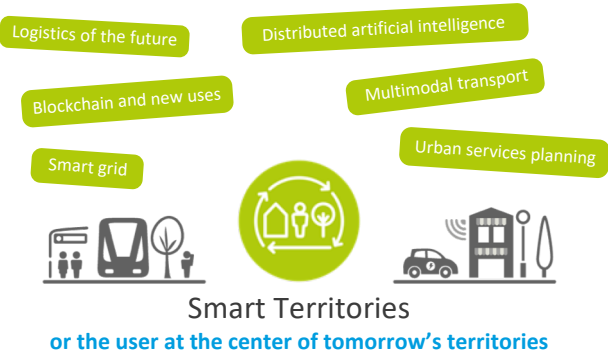 Logistics of the future
Distributed artificial intelligence
Blockchain and new uses
Multimodal transport
Smart grid
Urban services planning
Smart Territories
or the user at the center of tomorrow's territories